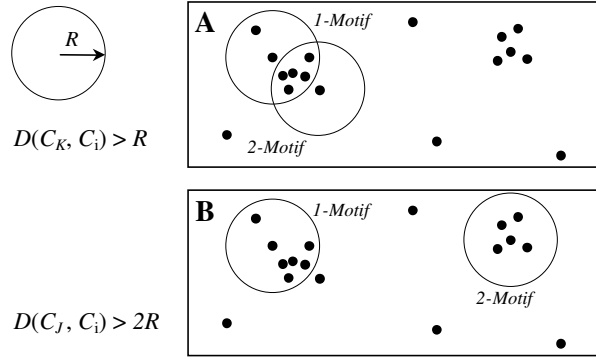 R
D(C_K, C_i) > R
A
1-Motif
2-Motif
D(C_J, C_i) > 2R
B
1-Motif
2-Motif